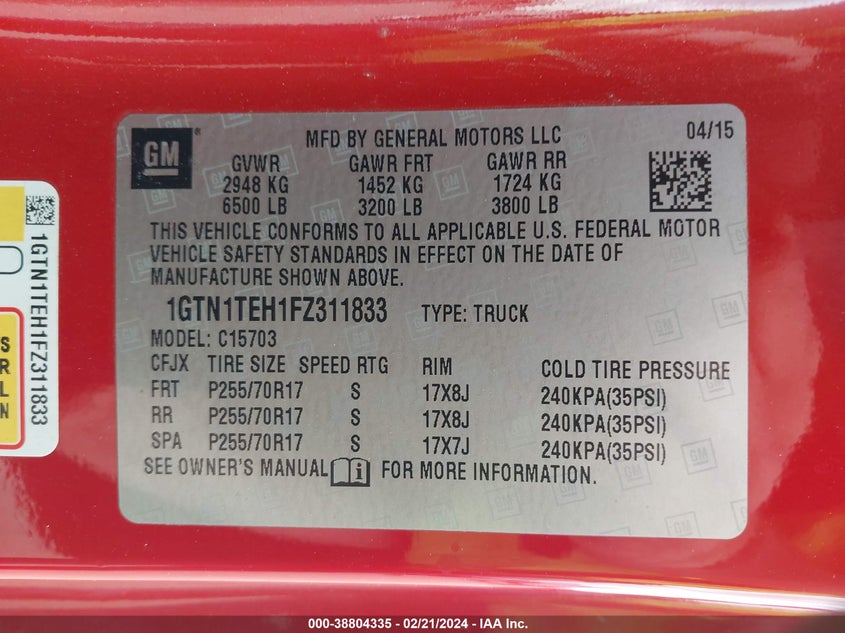 GM
MFD BY GENERAL MOTORS LLC 04/15
GVWR GAWR FRT GAWR RR
2948 KG 1452 KG 1724 KG
6500 LB 3200 LB 3800 LB
THIS VEHICLE CONFORMS TO ALL APPLICABLE U.S. FEDERAL MOTOR
VEHICLE SAFETY STANDARDS IN EFFECT ON THE DATE OF
MANUFACTURE SHOWN ABOVE.
1GTN1TEH1FZ311833 TYPE: TRUCK
MODEL: C15703
CFJX TIRE SIZE SPEED RTG RIM COLD TIRE PRESSURE
FRT P255/70R17 S 17X8J 240KPA(35PSI)
RR P255/70R17 S 17X8J 240KPA(35PSI)
SPA P255/70R17 S 17X7J 240KPA(35PSI)
SEE OWNER'S MANUAL FOR MORE INFORMATION.
1GTN1TEH1FZ311833
S
R
L
N
000-38804335 - 02/21/2024 - IAA Inc.